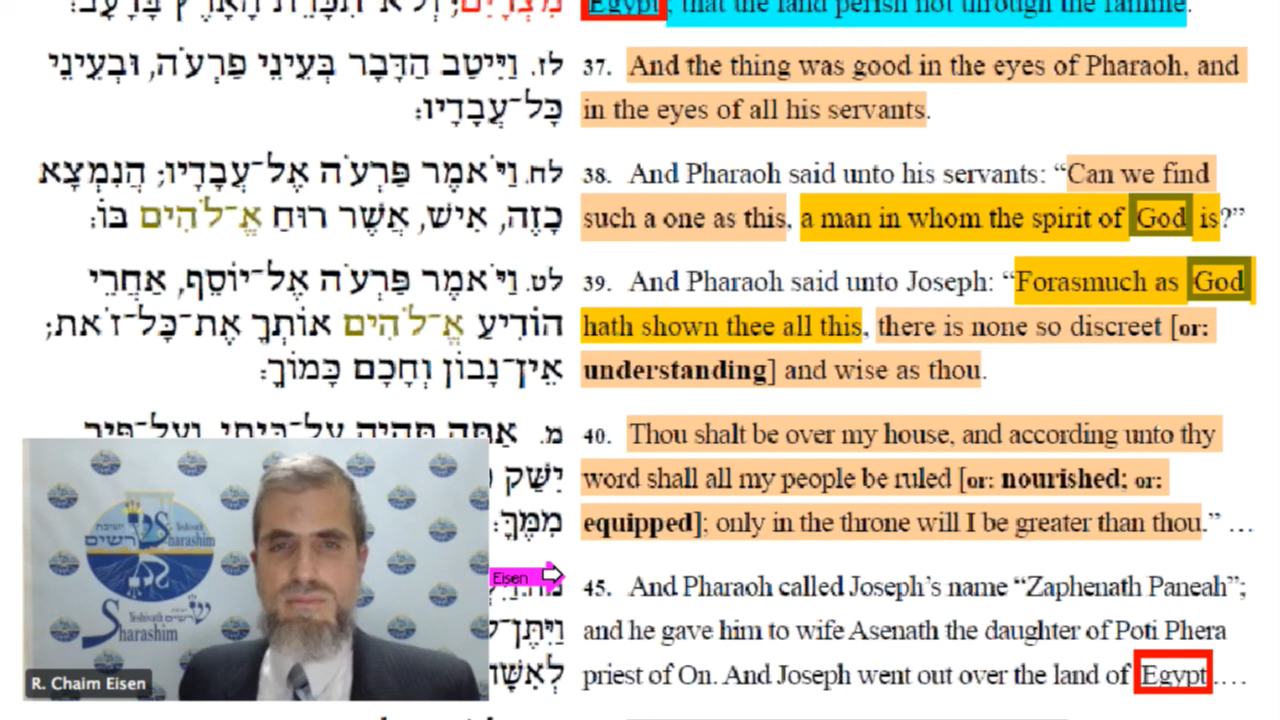 מִצְרָיִם; וְלֹא־תִכָּרֵת הָאָרֶץ בָּרָעָב:
Egypt; that the land perish not through the famine.
לז. וַיִּיטַב הַדָּבָר בְּעֵינֵי פַרְעֹה, וּבְעֵינֵי
כָּל־עֲבָדָיו:
37. And the thing was good in the eyes of Pharaoh, and
in the eyes of all his servants.
לח. וַיֹּאמֶר פַּרְעֹה אֶל־עֲבָדָיו; הֲנִמְצָא
כָזֶה, אִישׁ, אֲשֶׁר רוּחַ אֱ־לֹהִים בּוֹ:
38. And Pharaoh said unto his servants: “Can we find
such a one as this, a man in whom the spirit of God is?”
לט. וַיֹּאמֶר פַּרְעֹה אֶל־יוֹסֵף, אַחֲרֵי
הוֹדִיעַ אֱ־לֹהִים אוֹתְךָ אֶת־כָּל־זֹאת;
אֵין־נָבוֹן וְחָכָם כָּמוֹךָ:
39. And Pharaoh said unto Joseph: “Forasmuch as God
hath shown thee all this, there is none so discreet [or:
understanding] and wise as thou.
מ. אַתָּה תִּהְיֶה עַל־בֵּיתִי, וְעַל־פִּיךָ
יִשַּׁק
מִמֶּךָּ:
40. Thou shalt be over my house, and according unto thy
word shall all my people be ruled [or: nourished; or:
equipped]; only in the throne will I be greater than thou.” …
Eisen
וַיִּתֶּן־
לְאִשָּׁה
45. And Pharaoh called Joseph’s name “Zaphenath Paneah”;
and he gave him to wife Asenath the daughter of Poti Phera
priest of On. And Joseph went out over the land of Egypt.…
ישיבת שרשים
Yeshivath Sharashim
Yeshivath ישיבת שרשים
Sharashim
R. Chaim Eisen